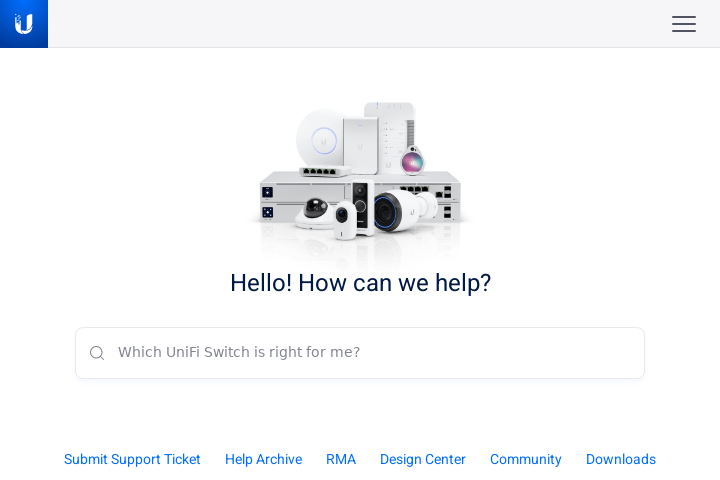 Hello! How can we help?
Which UniFi Switch is right for me?
Submit Support Ticket Help Archive RMA Design Center Community Downloads